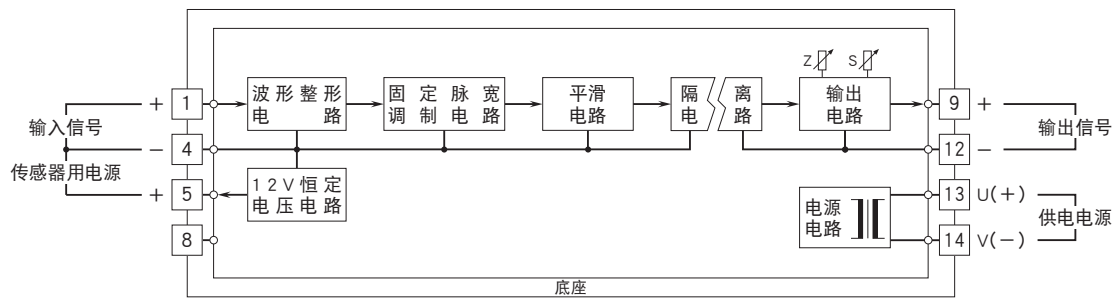 Z S
波形整形
电路
固定脉宽
调制电路
平滑
电路
隔离
电路
输出
电路
+ 1
9 +
输入信号
输出信号
− 4
12 −
传感器用电源
+ 5
12V恒定
电压电路
电源
电路
13 U(+)
供电电源
8
14 V(−)
底座